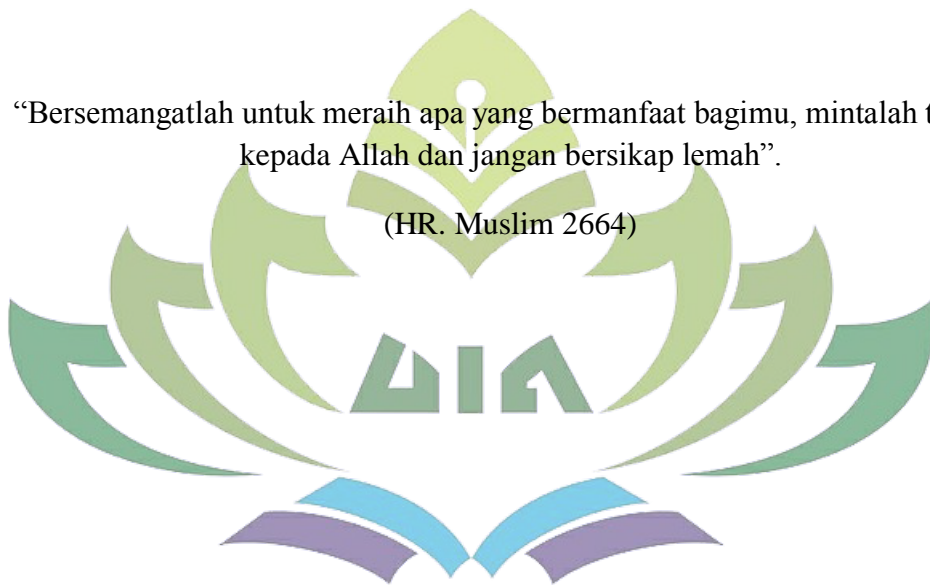 “Bersemangatlah untuk meraih apa yang bermanfaat bagimu, mintalah
kepada Allah dan jangan bersikap lemah”.
(HR. Muslim 2664)